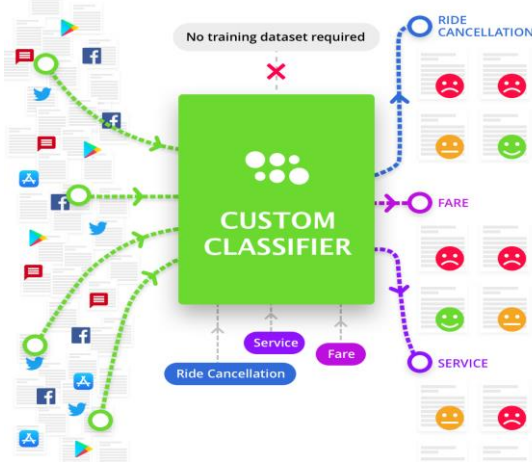 No training dataset required
RIDE
CANCELLATION
CUSTOM
CLASSIFIER
FARE
SERVICE
Service
Fare
Ride Cancellation